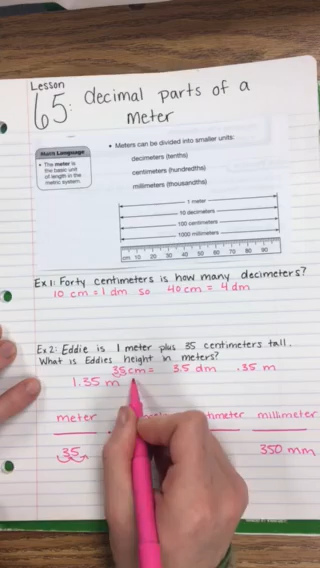 Lesson
65: decimal parts of a
meter
Math Language
• The meter is
the basic unit
of length in the
metric system.
• Meters can be divided into smaller units:
decimeters (tenths)
centimeters (hundredths)
millimeters (thousandths)
1 meter
10 decimeters
100 centimeters
1000 millimeters
cm 10 20 30 40 50 60 70 80 90
Ex 1: Forty centimeters is how many decimeters?
10 cm = 1 dm so 40 cm = 4 dm
Ex 2: Eddie is 1 meter plus 35 centimeters tall.
What is Eddies height in meters?
35 cm = 3.5 dm .35 m
1.35 m
meter millimeter
.35 350 mm